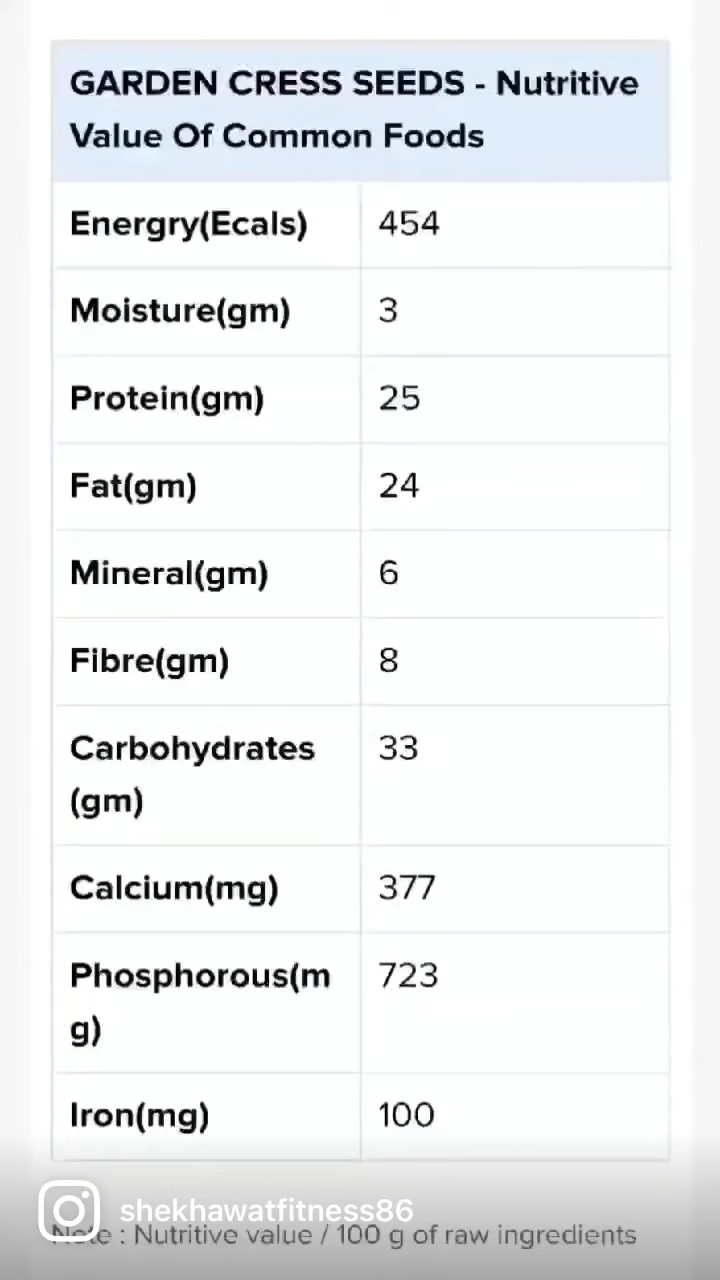 GARDEN CRESS SEEDS - Nutritive
Value Of Common Foods
Energry(Ecals) 454
Moisture(gm) 3
Protein(gm) 25
Fat(gm) 24
Mineral(gm) 6
Fibre(gm) 8
Carbohydrates 33
(gm)
Calcium(mg) 377
Phosphorous(m 723
g)
Iron(mg) 100
shekhawatfitness86
Note : Nutritive value / 100 g of raw ingredients